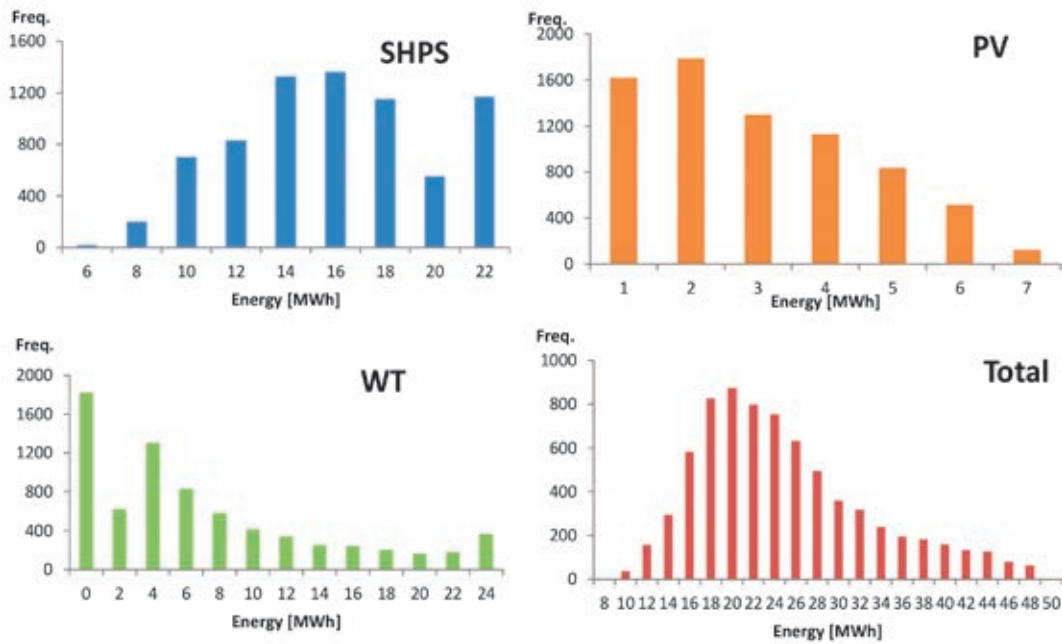 Freq.
SHPS
1600
1200
800
400
0
6 8 10 12 14 16 18 20 22
Energy [MWh]
Freq.
PV
2000
1600
1200
800
400
0
1 2 3 4 5 6 7
Energy [MWh]
Freq.
WT
2000
1600
1200
800
400
0
0 2 4 6 8 10 12 14 16 18 20 22 24
Energy [MWh]
Freq.
Total
1000
800
600
400
200
0
8 10 12 14 16 18 20 22 24 26 28 30 32 34 36 38 40 42 44 46 48 50
Energy [MWh]